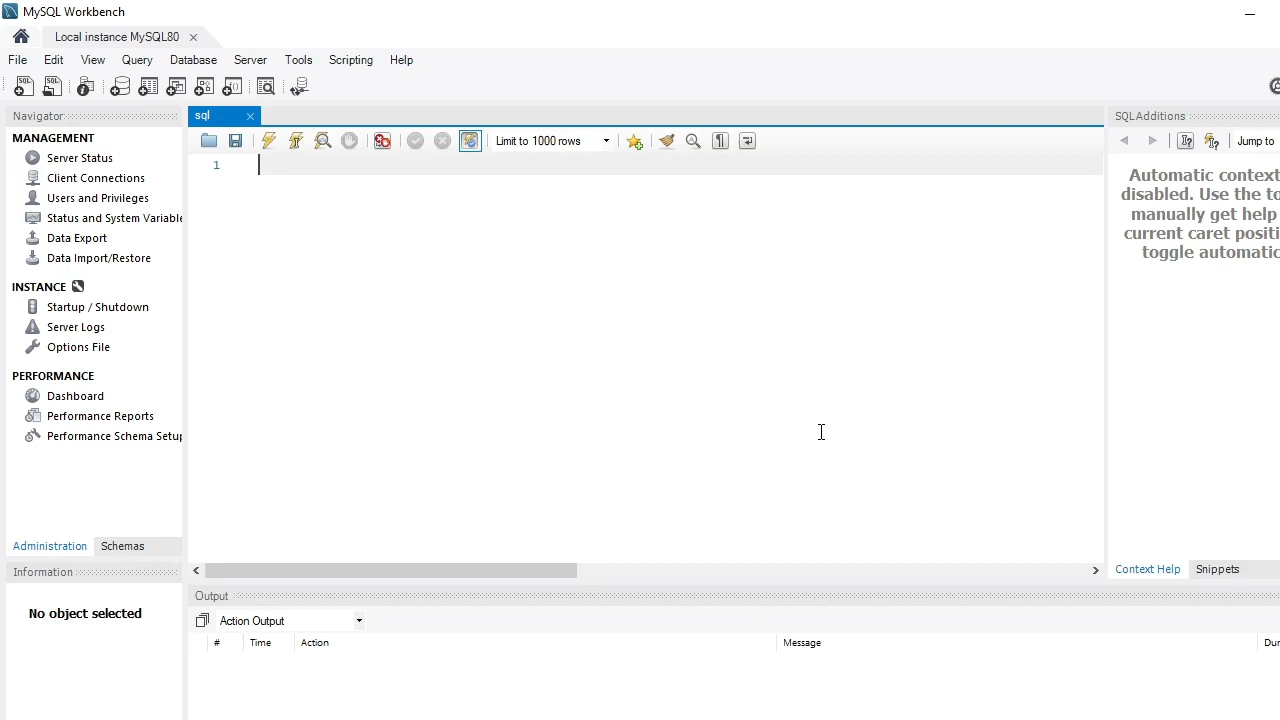 MySQL Workbench
Local instance MySQL80
File Edit View Query Database Server Tools Scripting Help
Navigator
MANAGEMENT
Server Status
Client Connections
Users and Privileges
Status and System Variable
Data Export
Data Import/Restore
INSTANCE
Startup / Shutdown
Server Logs
Options File
PERFORMANCE
Dashboard
Performance Reports
Performance Schema Setup
Administration Schemas
Information
No object selected
sql
Limit to 1000 rows
1
Output
Action Output
# Time Action Message Dur
SQLAdditions
Jump to
Automatic context
disabled. Use the to
manually get help
current caret positi
toggle automatic
Context Help Snippets